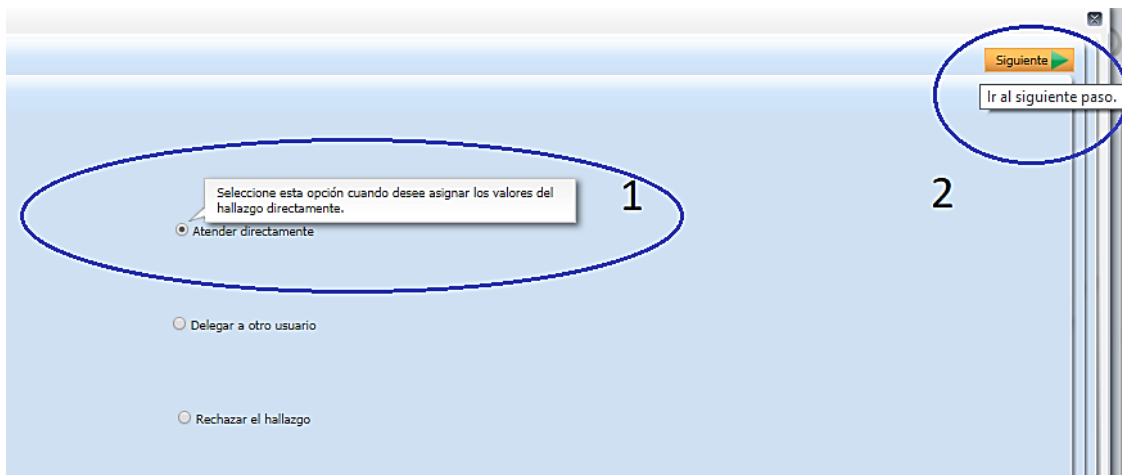 Siguiente
Ir al siguiente paso.
Seleccione esta opción cuando desee asignar los valores del
hallazgo directamente.
1
2
Atender directamente
Delegar a otro usuario
Rechazar el hallazgo